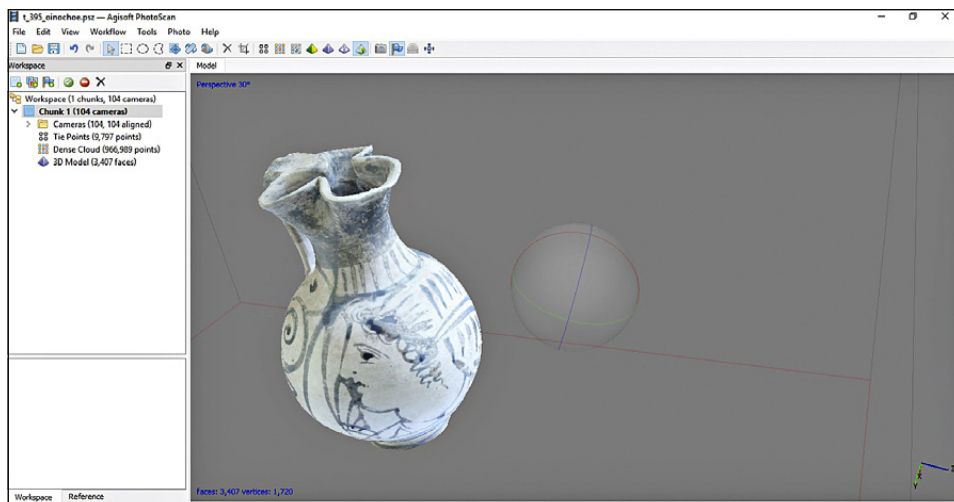 t_395_oinochoe.psz — Agisoft PhotoScan
File Edit View Workflow Tools Photo Help
Workspace
Model
Workspace (1 chunks, 104 cameras)
Chunk 1 (104 cameras)
Cameras (104, 104 aligned)
Tie Points (9,797 points)
Dense Cloud (966,989 points)
3D Model (3,407 faces)
Perspective 30°
faces: 3,407 vertices: 1,720
X
Y
Z
Workspace Reference